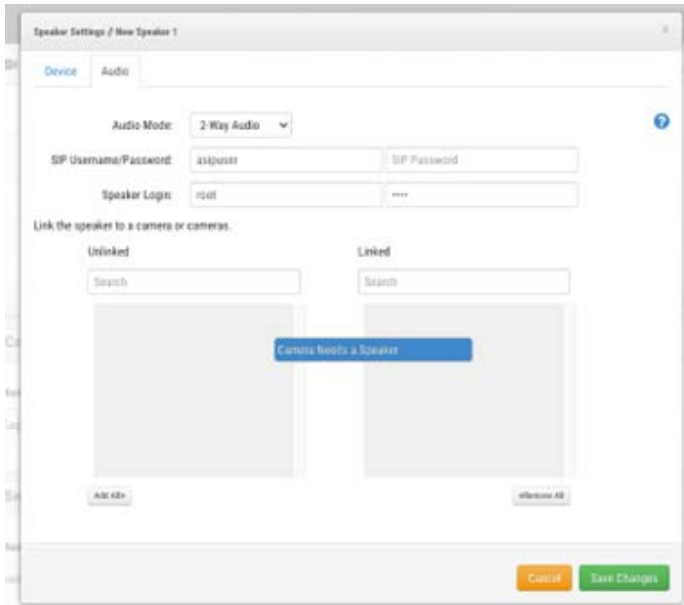 Speaker Settings // New Speaker 1
×
Device Audio
Audio Mode: 2-Way Audio
?
SIP Username/Password: asipuser SIP Password
Speaker Login: root ····
Link the speaker to a camera or cameras.
Unlinked Linked
Search Search
Camera Needs a Speaker
Add All» «Remove All
Cancel Save Changes